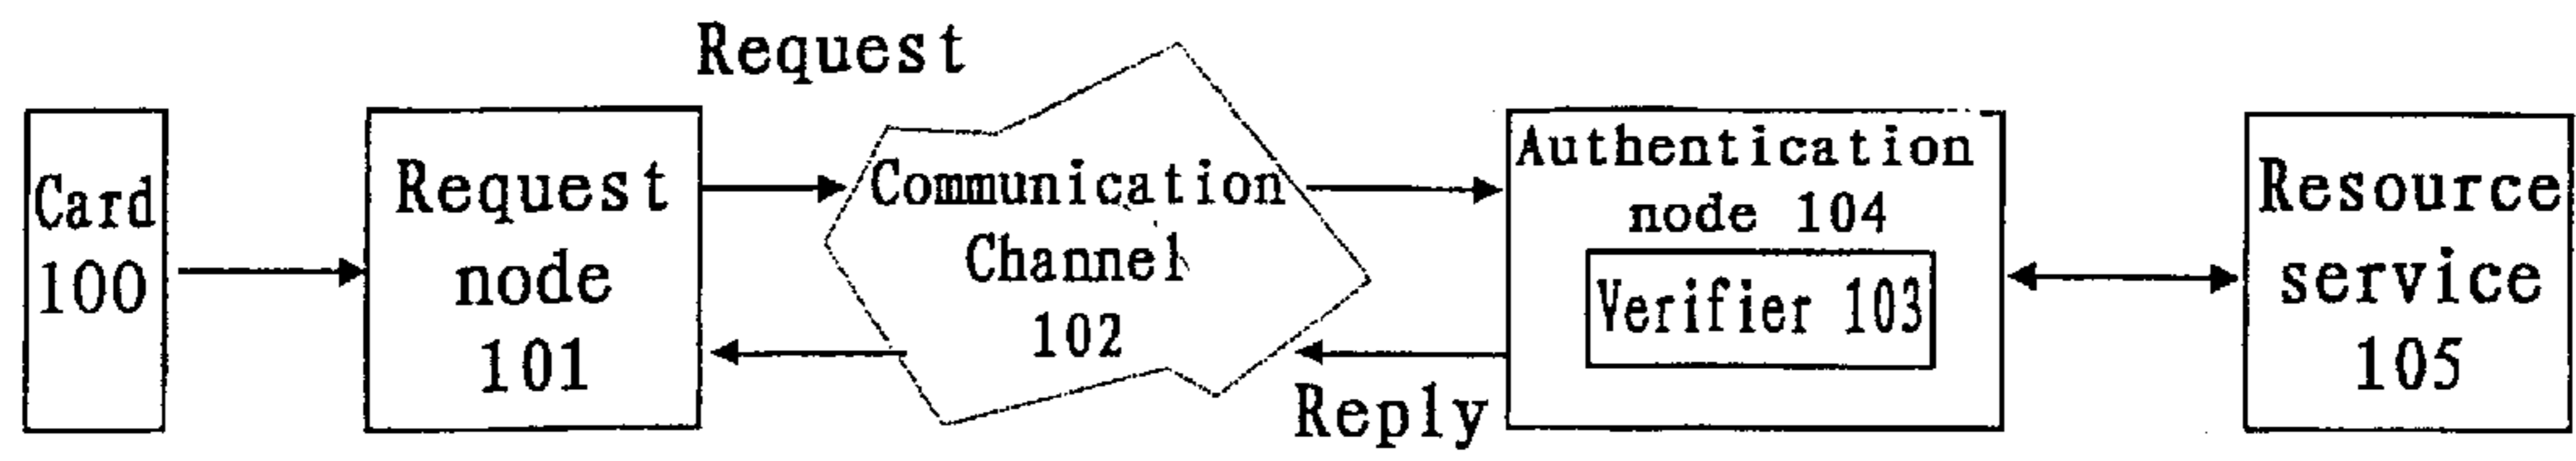 Request
Card
100
Request
node
101
Communication
Channel
102
Authentication
node 104
Verifier 103
Reply
Resource
service
105